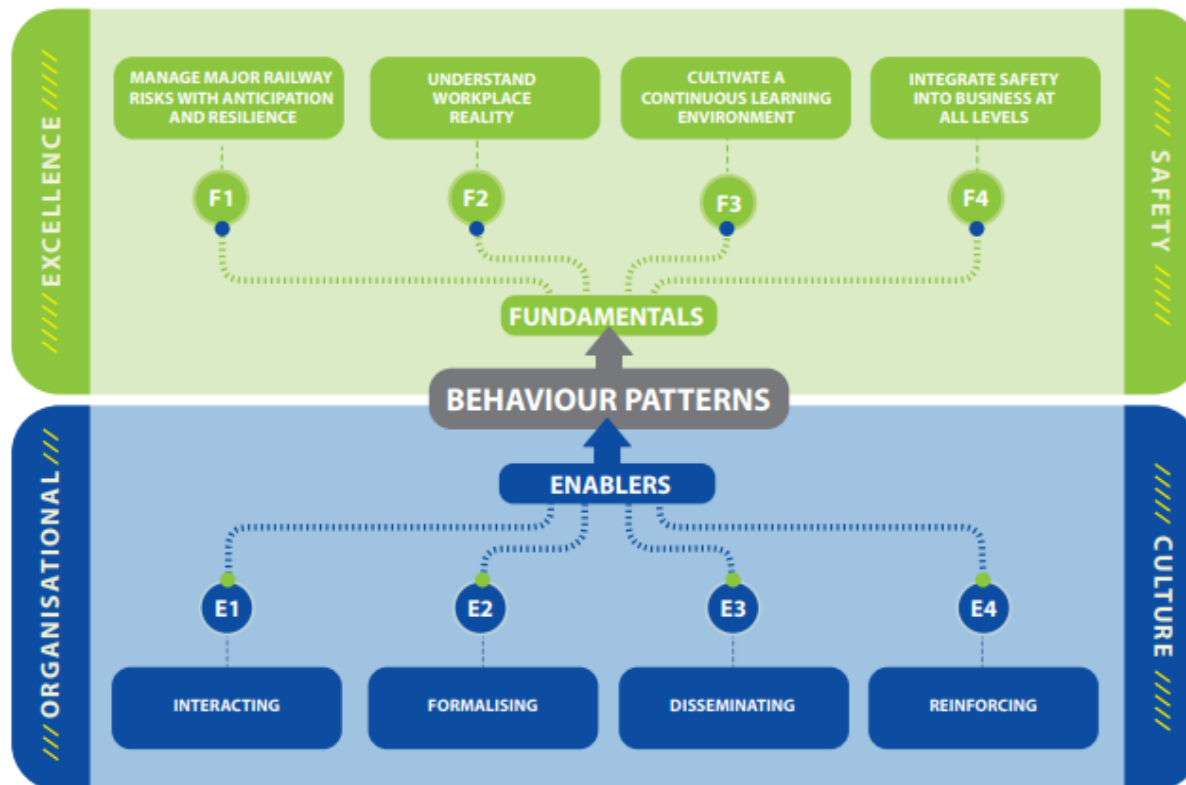 EXCELLENCE
SAFETY
MANAGE MAJOR RAILWAY
RISKS WITH ANTICIPATION
AND RESILIENCE
UNDERSTAND
WORKPLACE
REALITY
CULTIVATE A
CONTINUOUS LEARNING
ENVIRONMENT
INTEGRATE SAFETY
INTO BUSINESS AT
ALL LEVELS
F1
F2
F3
F4
FUNDAMENTALS
BEHAVIOUR PATTERNS
ENABLERS
ORGANISATIONAL
CULTURE
E1
E2
E3
E4
INTERACTING
FORMALISING
DISSEMINATING
REINFORCING